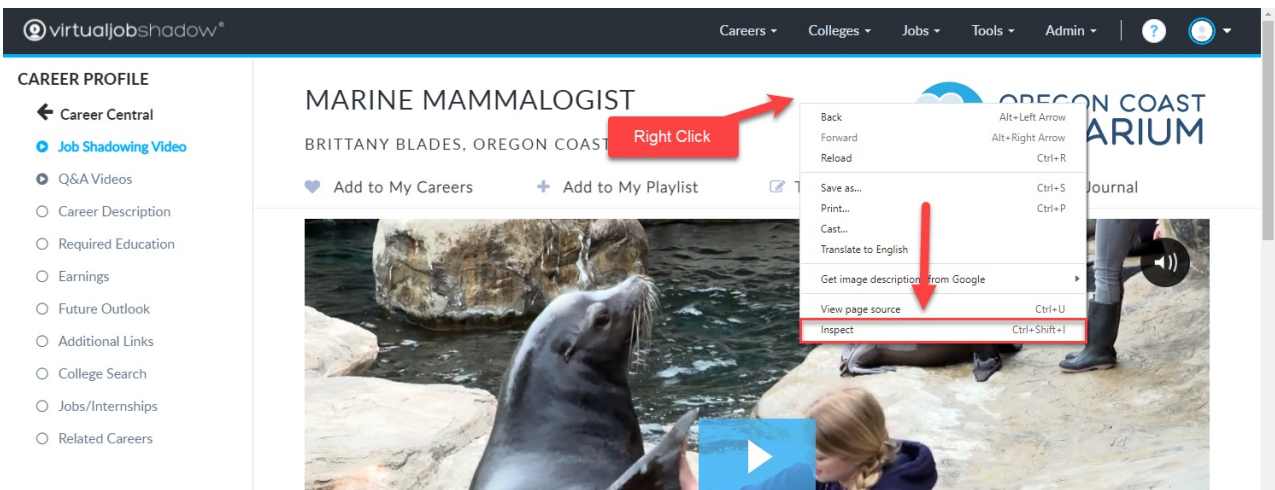 virtualjobshadow®
Careers Colleges Jobs Tools Admin ?
CAREER PROFILE
Career Central
Job Shadowing Video
Q&A Videos
Career Description
Required Education
Earnings
Future Outlook
Additional Links
College Search
Jobs/Internships
Related Careers
MARINE MAMMALOGIST
BRITTANY BLADES, OREGON COAST
OREGON COAST
ARIUM
Right Click
Add to My Careers Add to My Playlist T Journal
Back Alt+Left Arrow
Forward Alt+Right Arrow
Reload Ctrl+R
Save as... Ctrl+S
Print... Ctrl+P
Cast...
Translate to English
Get image descriptions from Google
View page source Ctrl+U
Inspect Ctrl+Shift+I